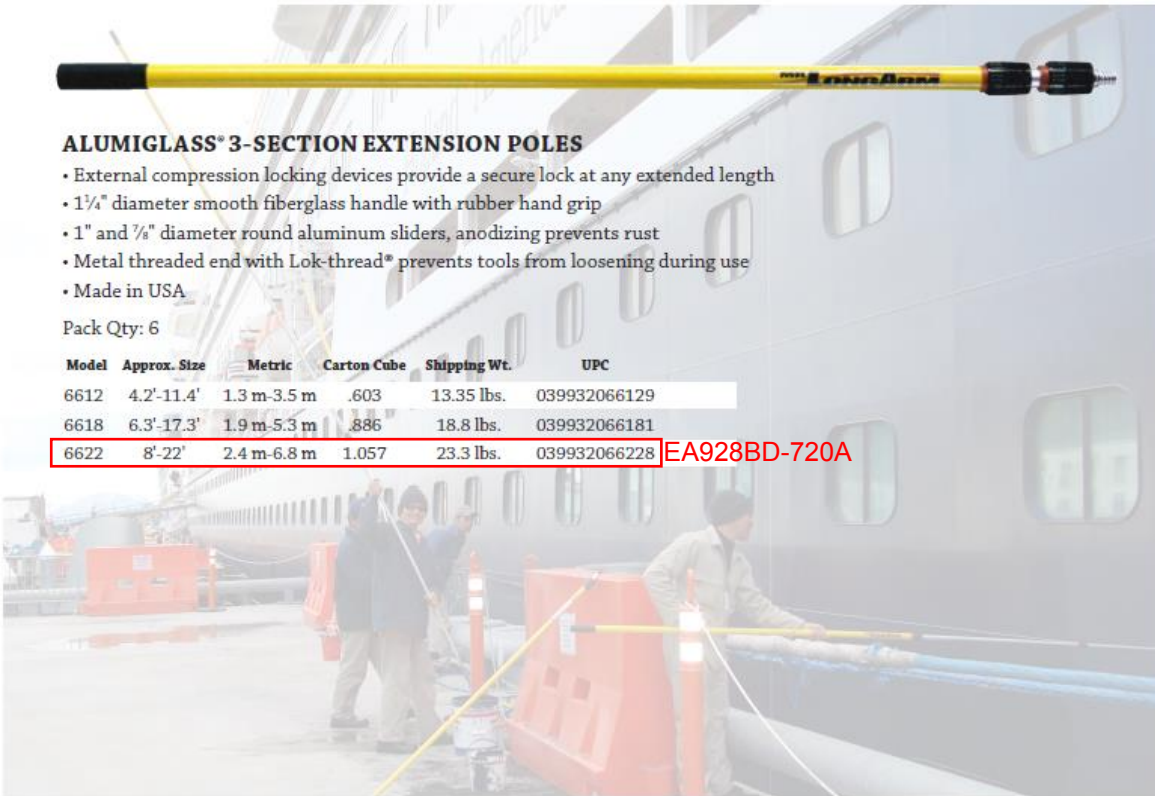 MR. LONGARM
ALUMIGLASS® 3-SECTION EXTENSION POLES
• External compression locking devices provide a secure lock at any extended length
• 1¼" diameter smooth fiberglass handle with rubber hand grip
• 1" and ⅞" diameter round aluminum sliders, anodizing prevents rust
• Metal threaded end with Lok-thread® prevents tools from loosening during use
• Made in USA
Pack Qty: 6
Model Approx. Size Metric Carton Cube Shipping Wt. UPC
6612 4.2'-11.4' 1.3 m-3.5 m .603 13.35 lbs. 039932066129
6618 6.3'-17.3' 1.9 m-5.3 m .886 18.8 lbs. 039932066181
6622 8'-22' 2.4 m-6.8 m 1.057 23.3 lbs. 039932066228 EA928BD-720A